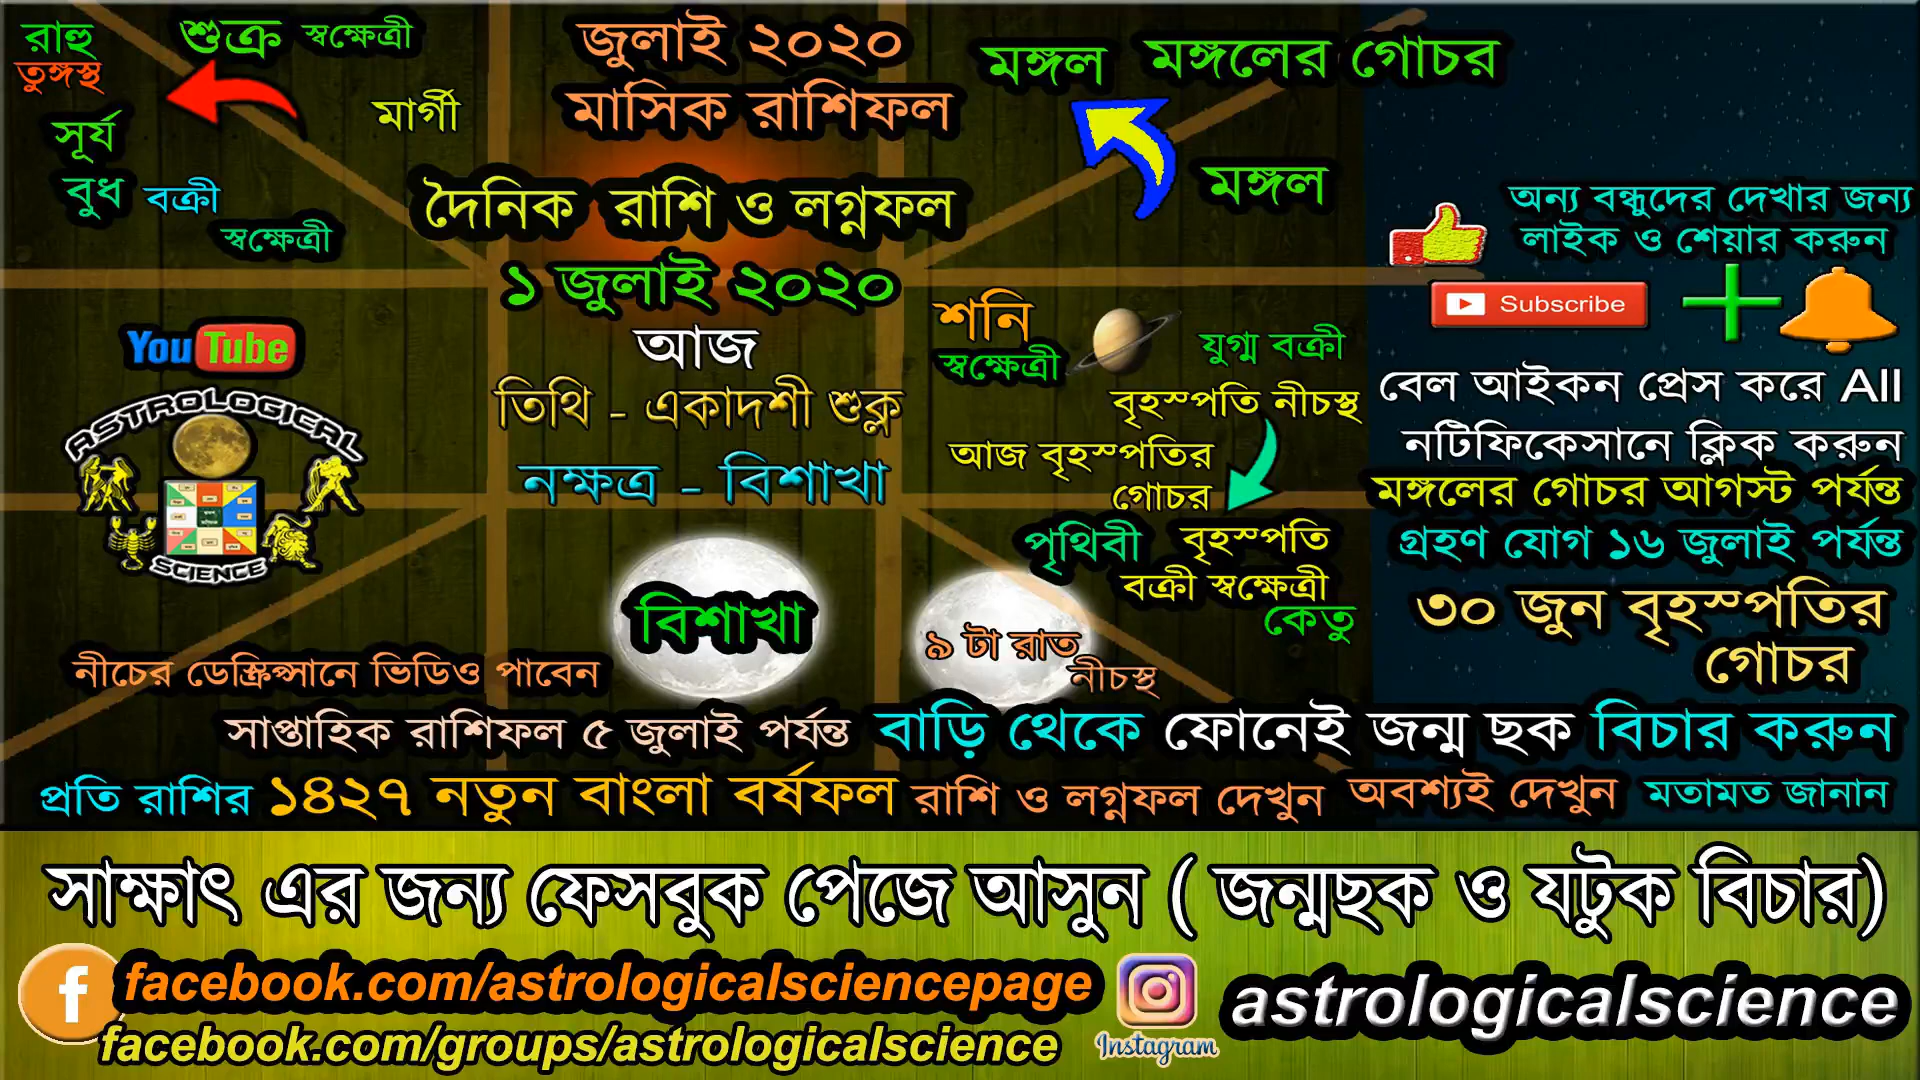 রাহু
তুঙ্গস্থ
শুক্র স্বক্ষেত্রী
মার্গী
সূর্য
বুধ বক্রী
স্বক্ষেত্রী
জুলাই ২০২০
মাসিক রাশিফল
দৈনিক রাশি ও লগ্নফল
১ জুলাই ২০২০
আজ
তিথি - একাদশী শুক্ল
নক্ষত্র - বিশাখা
মঙ্গল মঙ্গলের গোচর
মঙ্গল
অন্য বন্ধুদের দেখার জন্য
লাইক ও শেয়ার করুন
Subscribe
YouTube
ASTROLOGICAL
SCIENCE
শনি
স্বক্ষেত্রী
যুগ্ম বক্রী
বৃহস্পতি নীচস্থ
আজ বৃহস্পতির
গোচর
পৃথিবী বৃহস্পতি
বক্রী স্বক্ষেত্রী
কেতু
বেল আইকন প্রেস করে All
নটিফিকেসানে ক্লিক করুন
মঙ্গলের গোচর আগস্ট পর্যন্ত
গ্রহণ যোগ ১৬ জুলাই পর্যন্ত
৩০ জুন বৃহস্পতির
গোচর
বিশাখা
৯ টা রাত
নীচস্থ
নীচের ডেস্ক্রিপ্সানে ভিডিও পাবেন
সাপ্তাহিক রাশিফল ৫ জুলাই পর্যন্ত বাড়ি থেকে ফোনেই জন্ম ছক বিচার করুন
প্রতি রাশির ১৪২৭ নতুন বাংলা বর্ষফল রাশি ও লগ্নফল দেখুন অবশ্যই দেখুন মতামত জানান
সাক্ষাৎ এর জন্য ফেসবুক পেজে আসুন ( জন্মছক ও যটুক বিচার)
facebook.com/astrologicalsciencepage
facebook.com/groups/astrologicalscience
Instagram
astrologicalscience